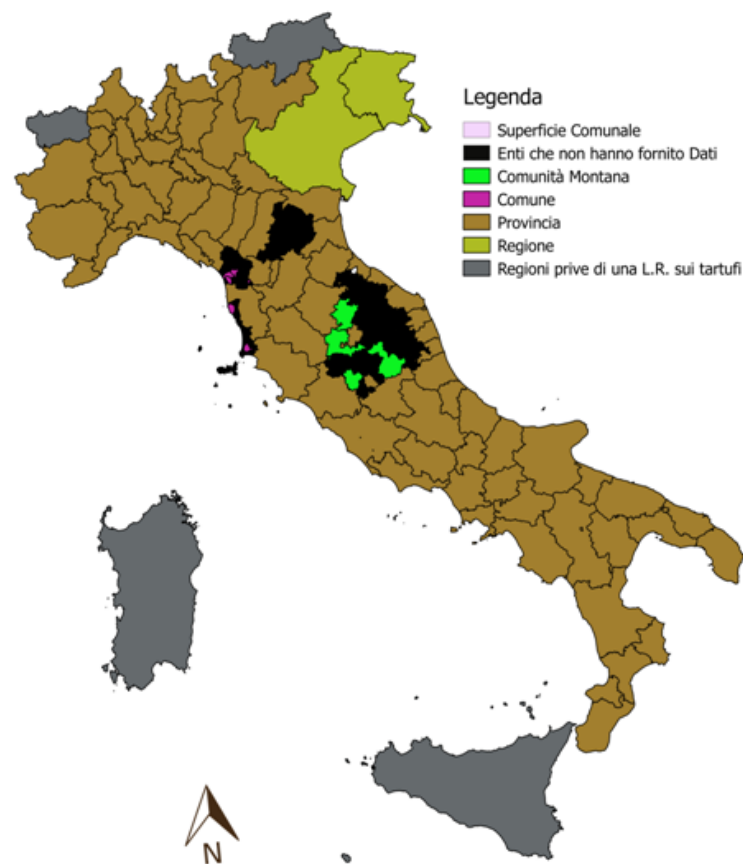 Legenda
Superficie Comunale
Enti che non hanno fornito Dati
Comunità Montana
Comune
Provincia
Regione
Regioni prive di una L.R. sui tartufi
N